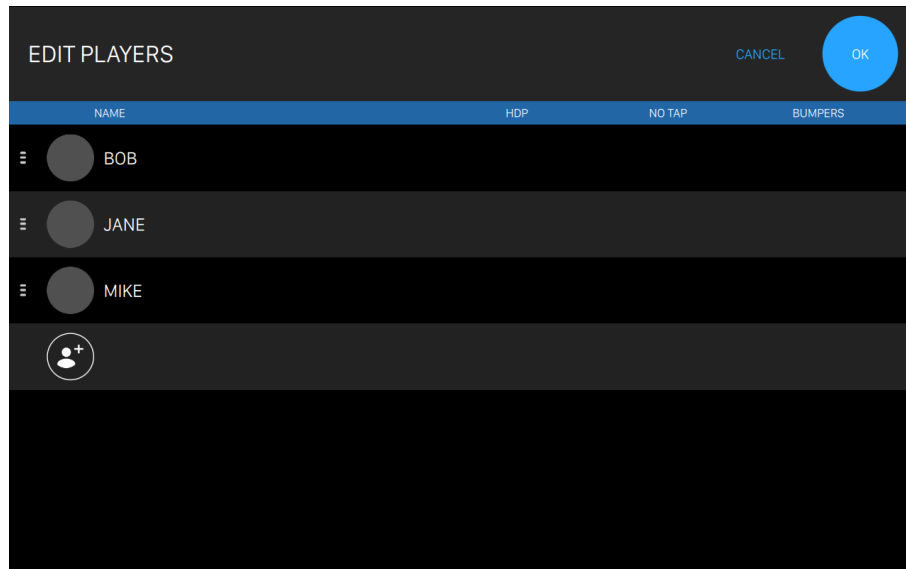 EDIT PLAYERS
CANCEL
OK
NAME HDP NO TAP BUMPERS
BOB
JANE
MIKE